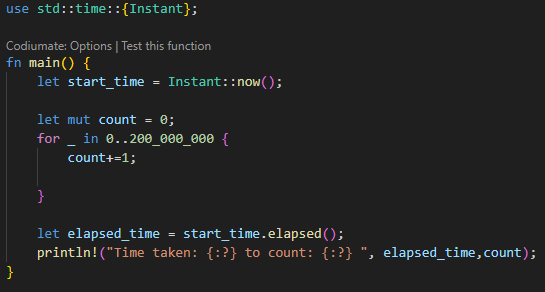 use std::time::{Instant};
Codiumate: Options | Test this function
fn main() {
let start_time = Instant::now();
let mut count = 0;
for _ in 0..200_000_000 {
count+=1;
}
let elapsed_time = start_time.elapsed();
println!("Time taken: {:?} to count: {:?} ", elapsed_time,count);
}